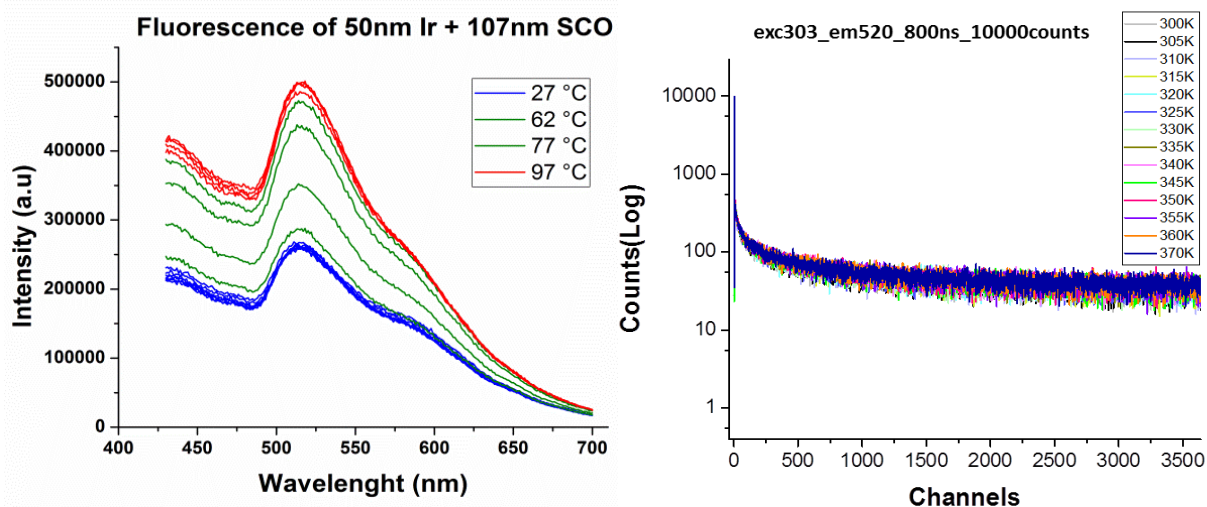 Fluorescence of 50nm Ir + 107nm SCO
500000
400000
300000
200000
100000
0
Intensity (a.u)
27 °C
62 °C
77 °C
97 °C
400 450 500 550 600 650 700
Wavelenght (nm)
exc303_em520_800ns_10000counts
10000
1000
100
10
1
Counts(Log)
300K
305K
310K
315K
320K
325K
330K
335K
340K
345K
350K
355K
360K
370K
0 500 1000 1500 2000 2500 3000 3500
Channels